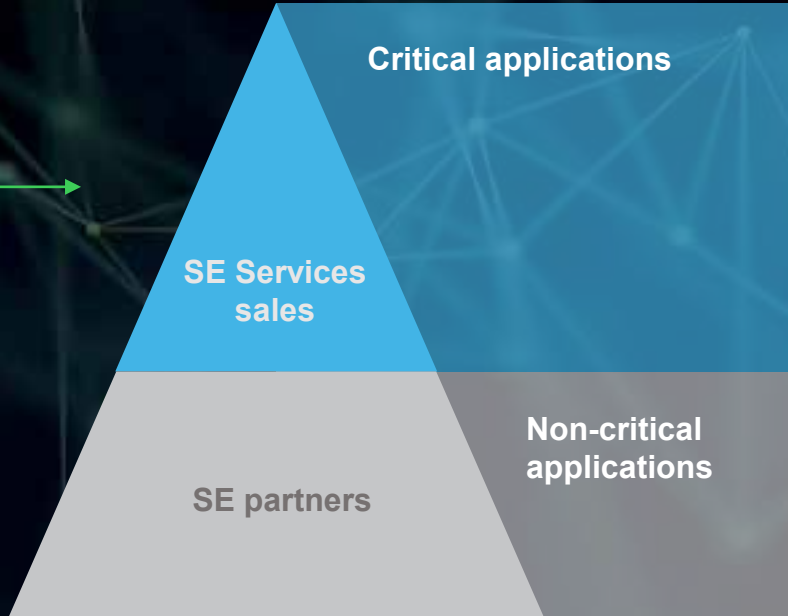 Critical applications
SE Services
sales
Non-critical
applications
SE partners